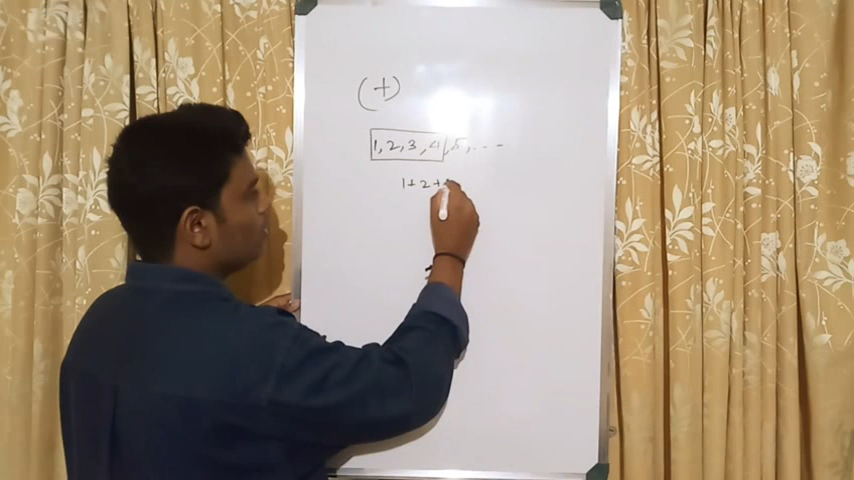 (+)
1, 2, 3, 4, 5, . . -
1 + 2 +